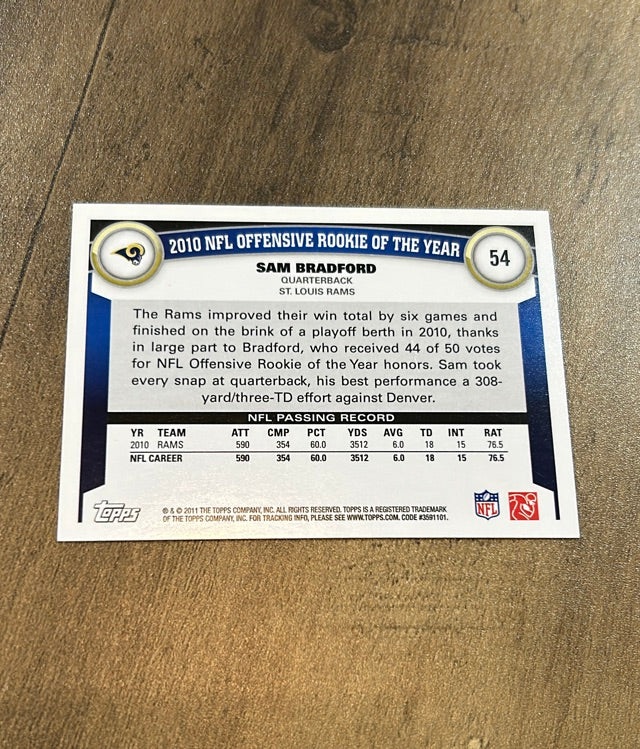 2010 NFL OFFENSIVE ROOKIE OF THE YEAR
54
SAM BRADFORD
QUARTERBACK
ST. LOUIS RAMS
The Rams improved their win total by six games and
finished on the brink of a playoff berth in 2010, thanks
in large part to Bradford, who received 44 of 50 votes
for NFL Offensive Rookie of the Year honors. Sam took
every snap at quarterback, his best performance a 308-
yard/three-TD effort against Denver.
NFL PASSING RECORD
YR TEAM ATT CMP PCT YDS AVG TD INT RAT
2010 RAMS 590 354 60.0 3512 6.0 18 15 76.5
NFL CAREER 590 354 60.0 3512 6.0 18 15 76.5
Topps
® & © 2011 THE TOPPS COMPANY, INC. ALL RIGHTS RESERVED. TOPPS IS A REGISTERED TRADEMARK
OF THE TOPPS COMPANY, INC. FOR TRACKING INFO, PLEASE SEE WWW.TOPPS.COM. CODE #3591101.
NFL